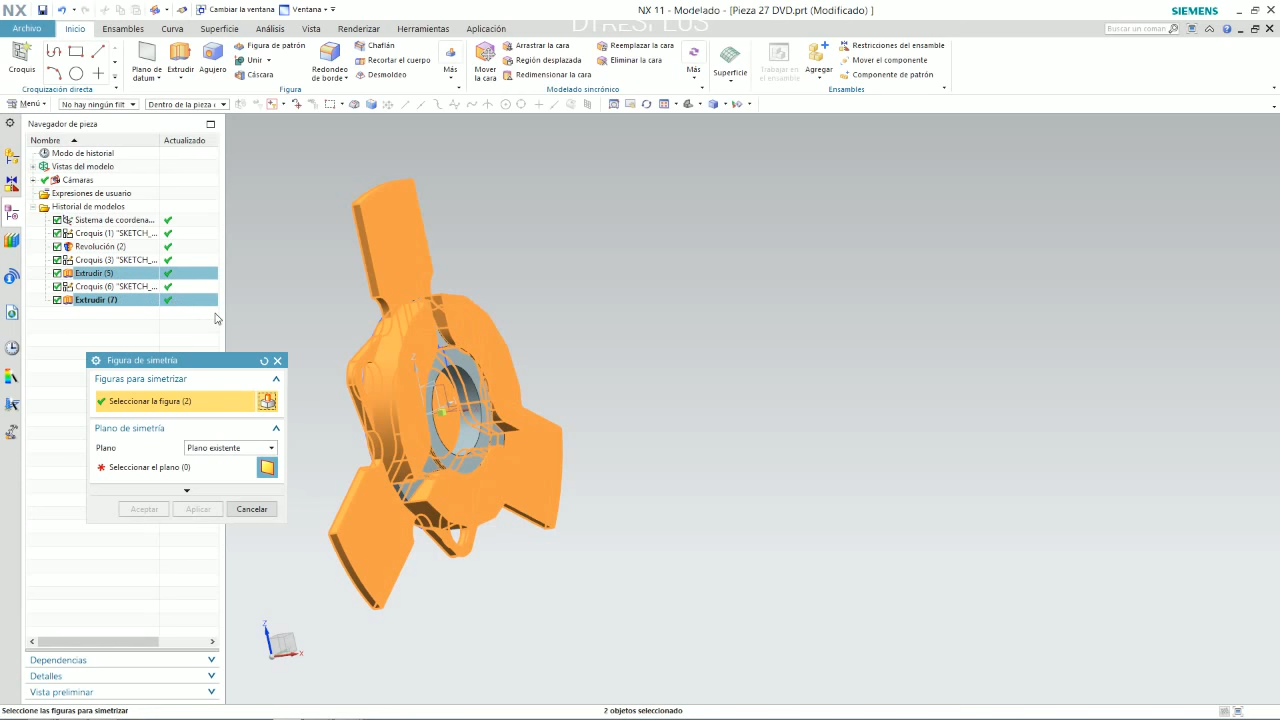 NX
Cambiar la ventana
Ventana
NX 11 - Modelado - [Pieza 27 DVD.prt (Modificado) ]
SIEMENS
DTRESPLUS
Archivo
Inicio
Ensambles
Curva
Superficie
Análisis
Vista
Renderizar
Herramientas
Aplicación
Buscar un coman
Croquis
Plano de datum
Extrudir
Agujero
Figura de patrón
Unir
Cáscara
Redondeo de borde
Chaflán
Recortar el cuerpo
Desmoldeo
Más
Mover la cara
Arrastrar la cara
Región desplazada
Redimensionar la cara
Reemplazar la cara
Eliminar la cara
Más
Superficie
Trabajar en el ensamble
Agregar
Restricciones del ensamble
Mover el componente
Componente de patrón
Croquización directa
Figura
Modelado sincrónico
Ensambles
Menú
No hay ningún filt
Dentro de la pieza
Navegador de pieza
Nombre
Actualizado
Modo de historial
Vistas del modelo
Cámaras
Expresiones de usuario
Historial de modelos
Sistema de coordena...
Croquis (1) "SKETCH_...
Revolución (2)
Croquis (3) "SKETCH_...
Extrudir (5)
Croquis (6) "SKETCH_...
Extrudir (7)
Figura de simetría
Figuras para simetrizar
Seleccionar la figura (2)
Plano de simetría
Plano
Plano existente
* Seleccionar el plano (0)
Aceptar
Aplicar
Cancelar
Z
X
Dependencias
Detalles
Vista preliminar
Seleccione las figuras para simetrizar
2 objetos seleccionado